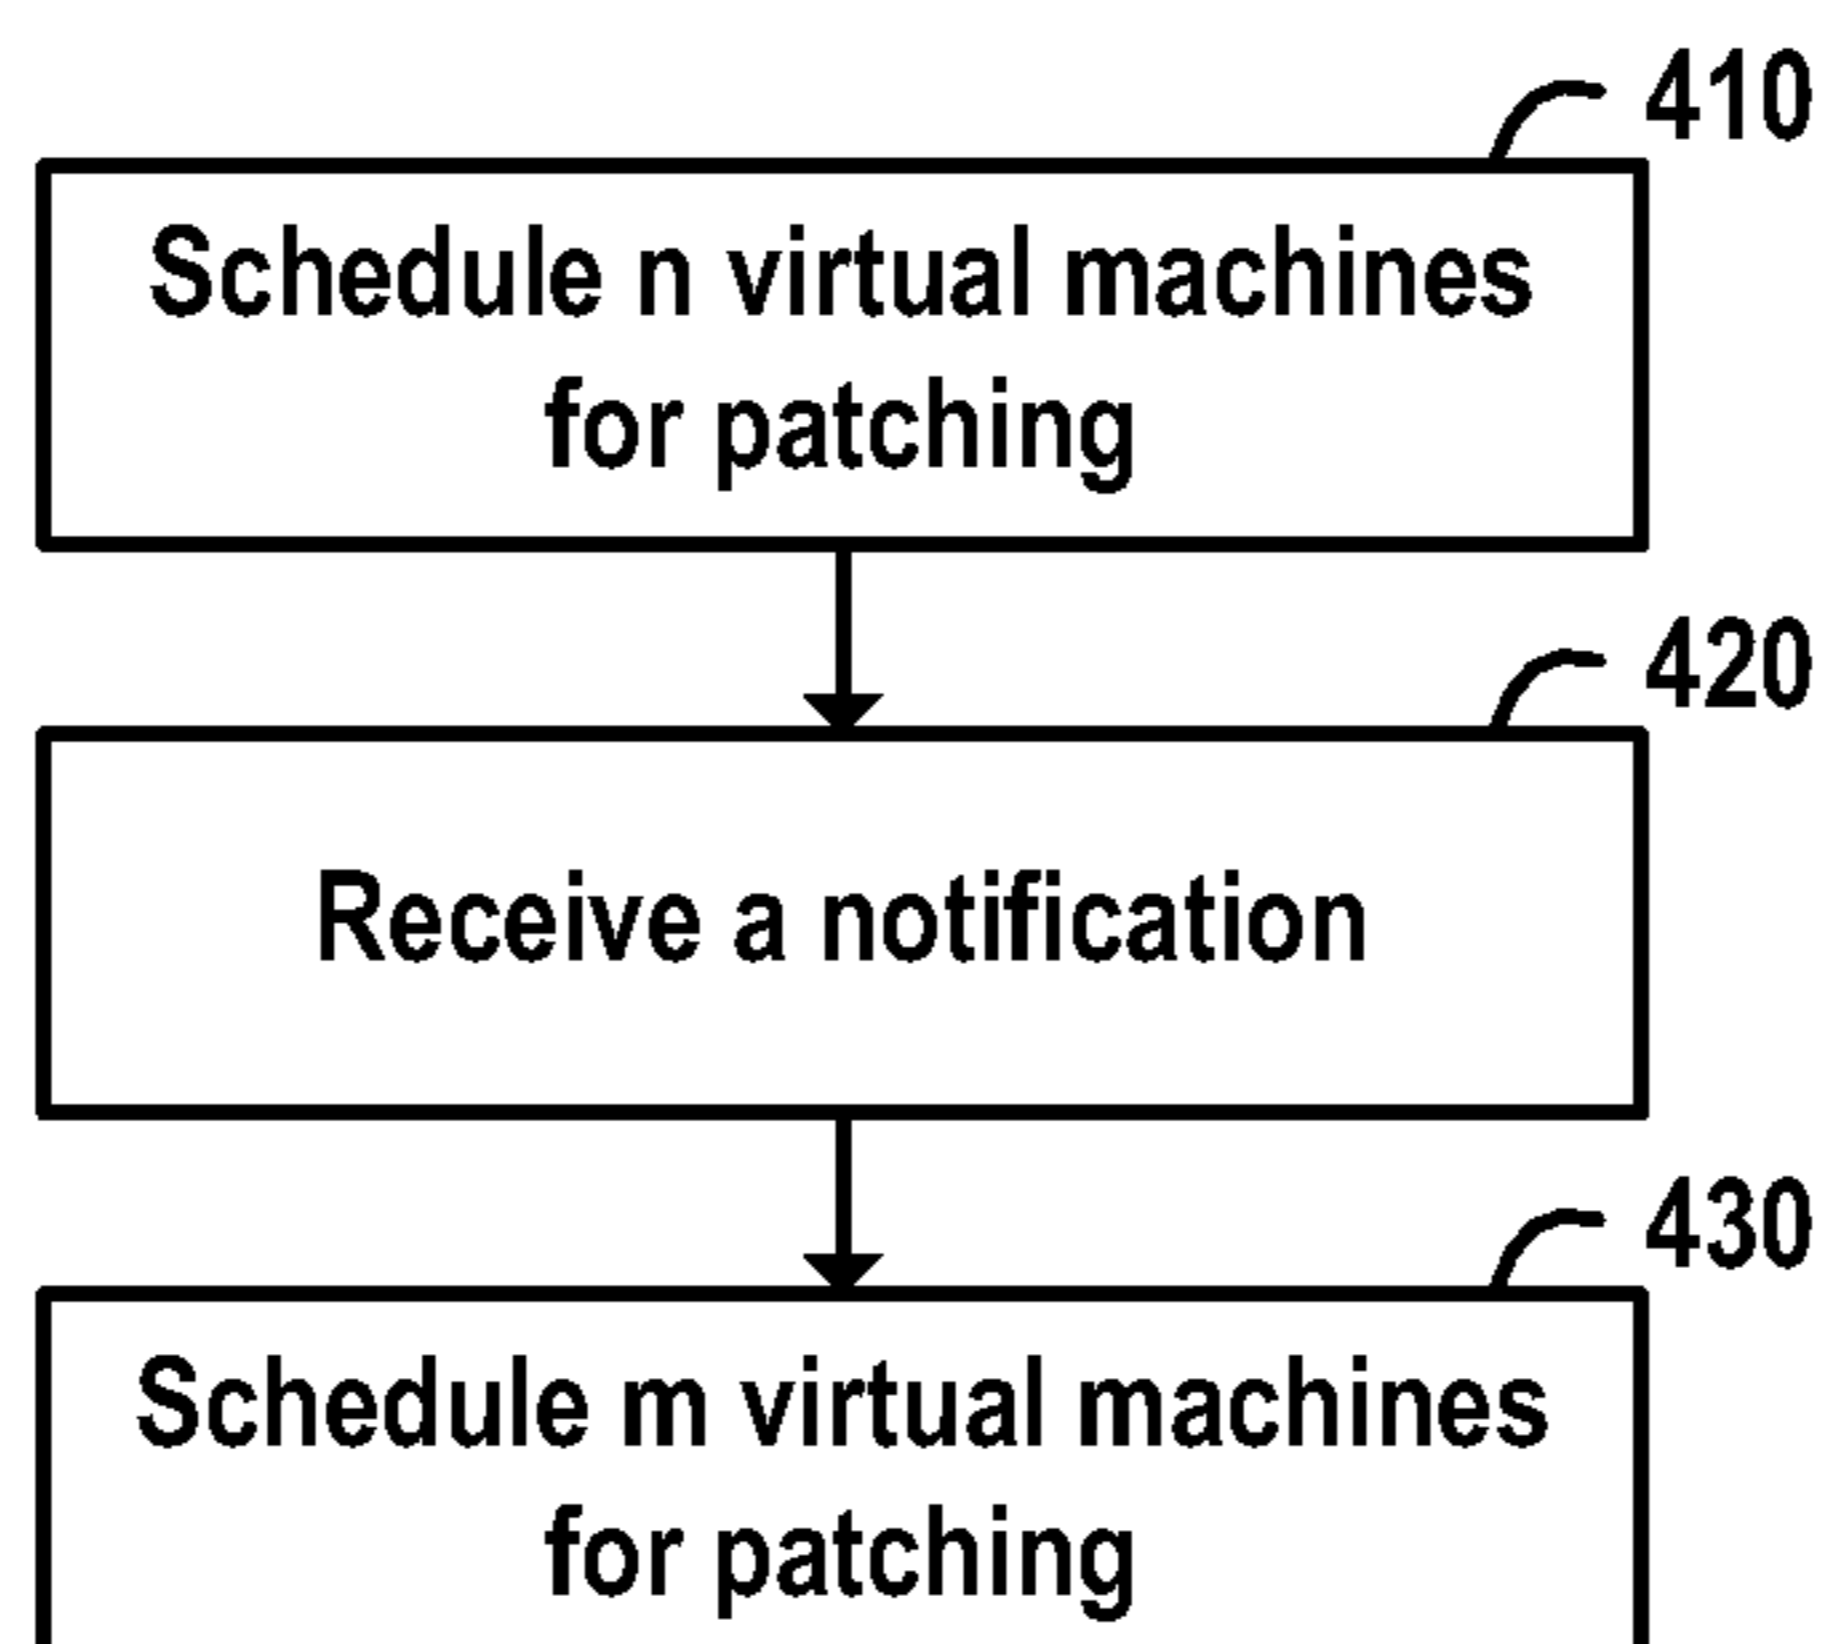 410
Schedule n virtual machines
for patching
420
Receive a notification
430
Schedule m virtual machines
for patching